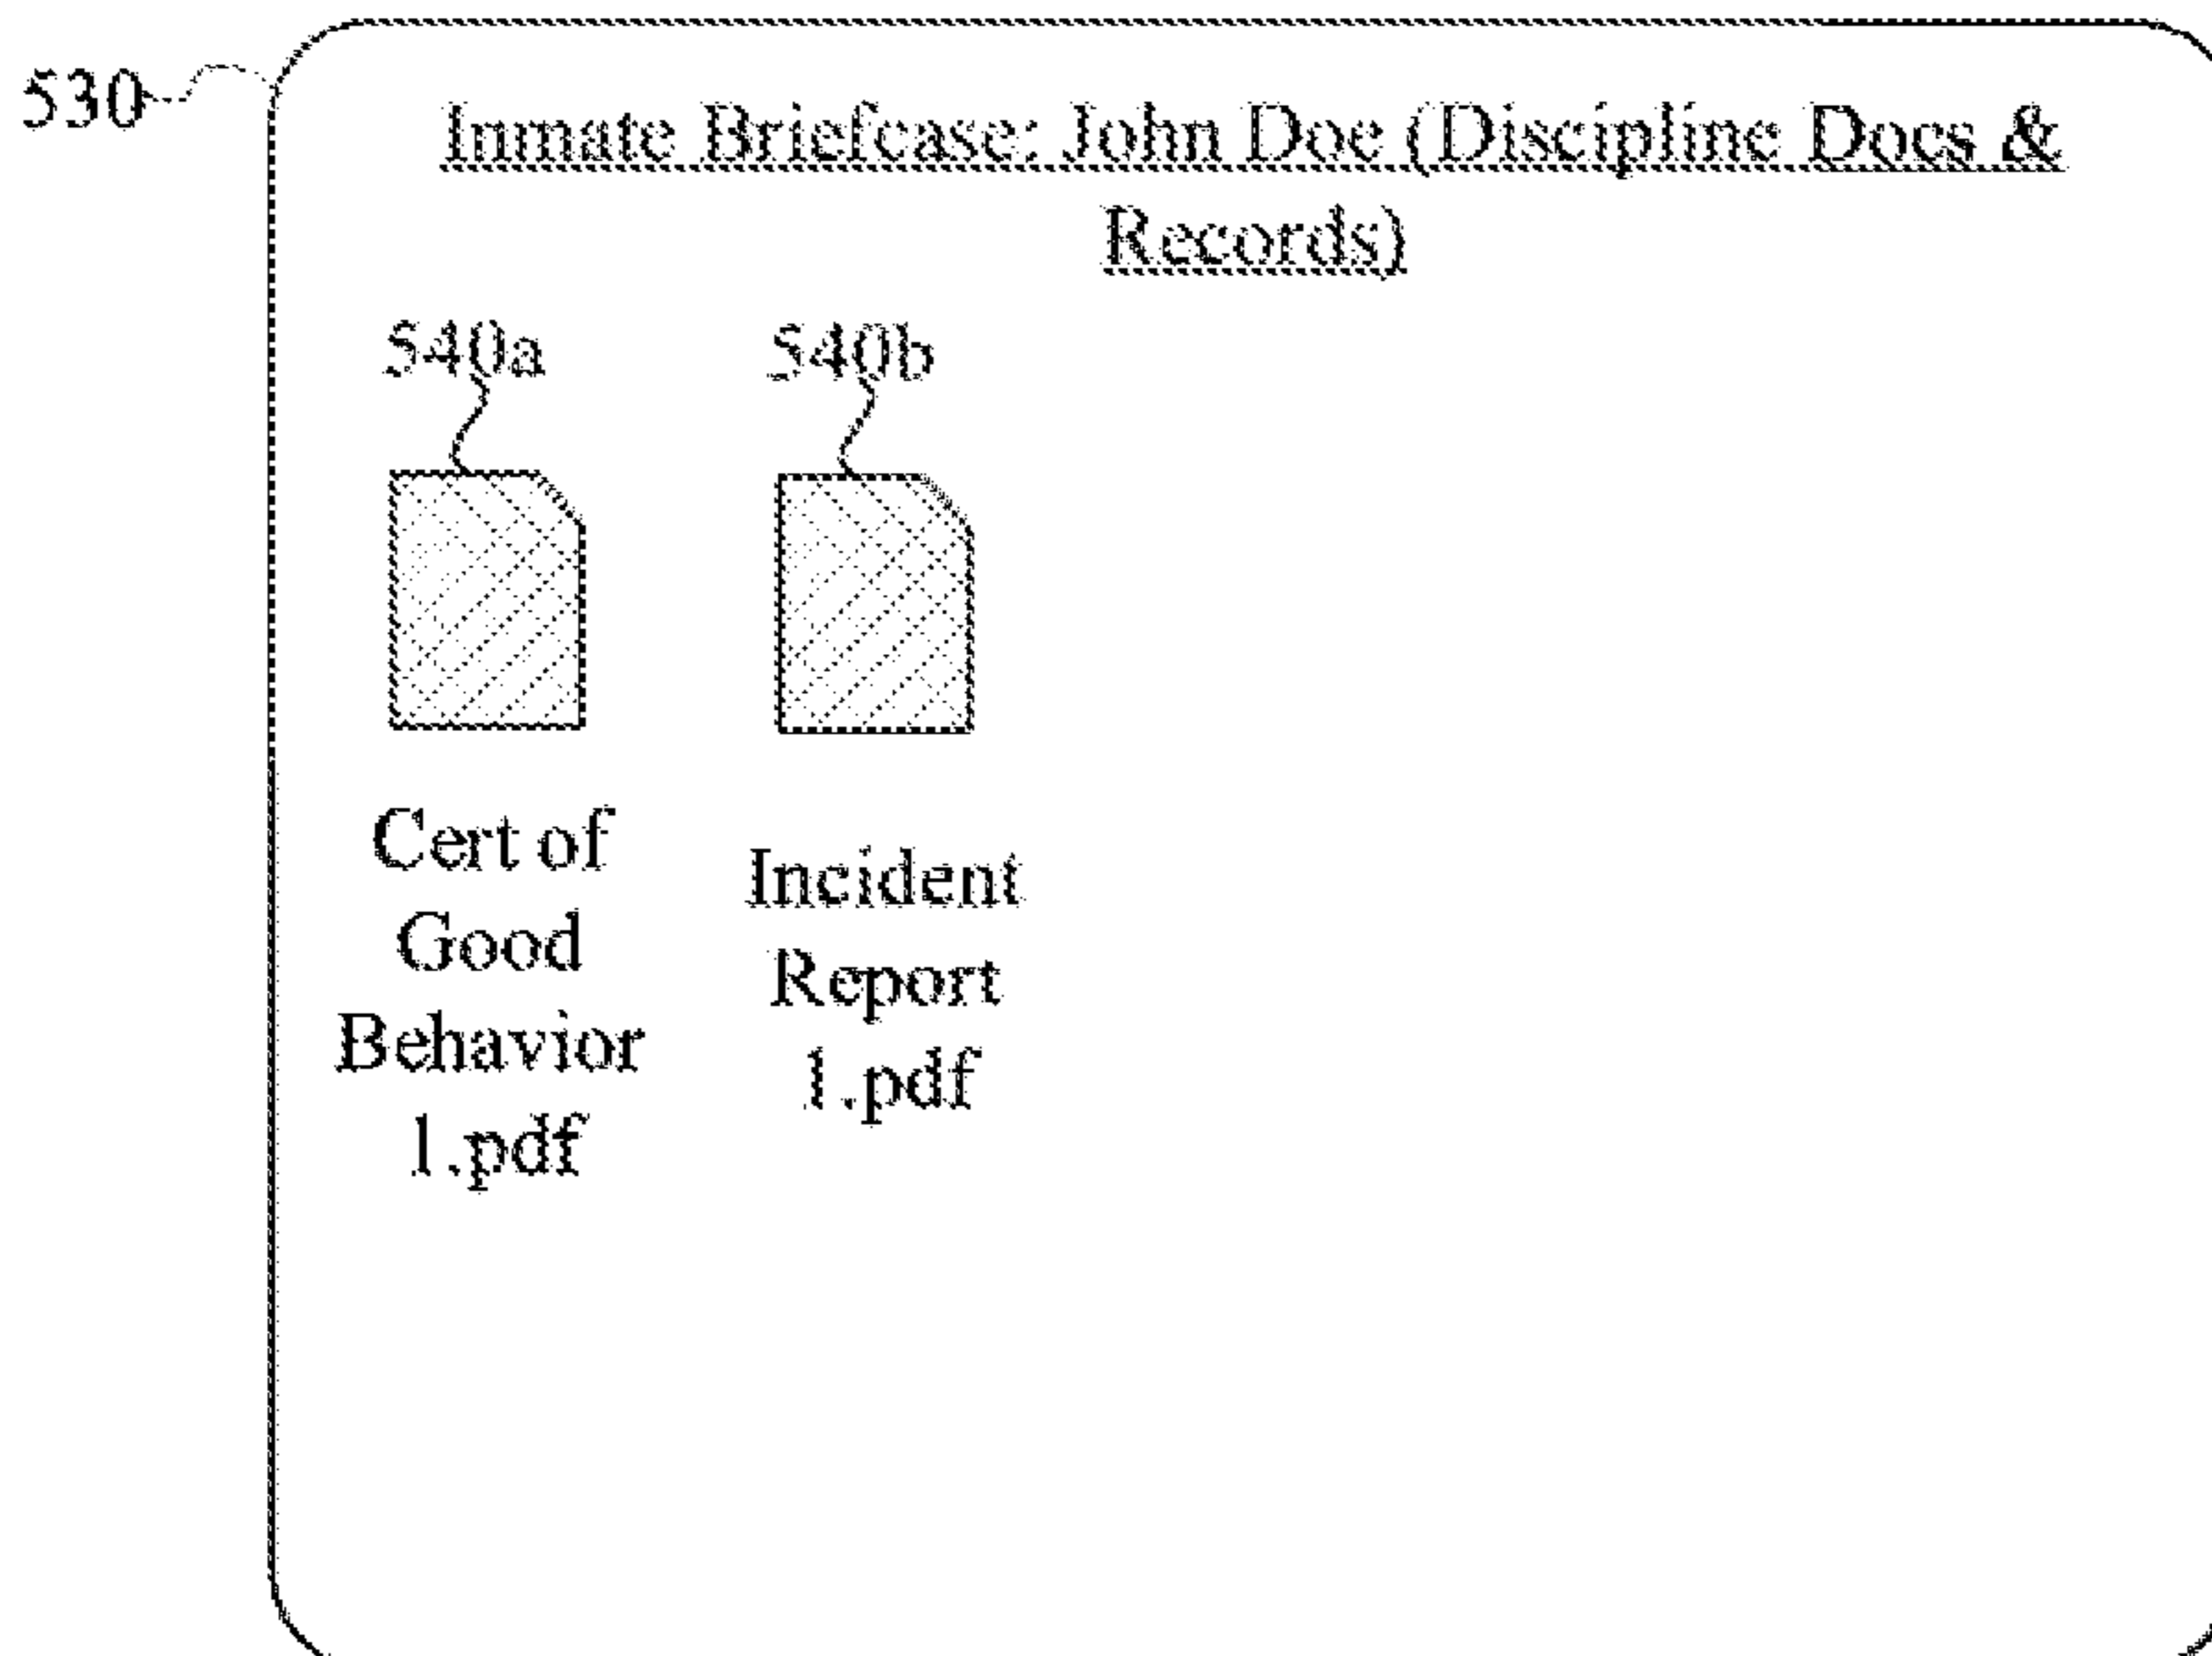 530
Inmate Briefcase: John Doe (Discipline Docs &
Records)
540a 540b
Cert of
Good
Behavior
1.pdf
Incident
Report
1.pdf